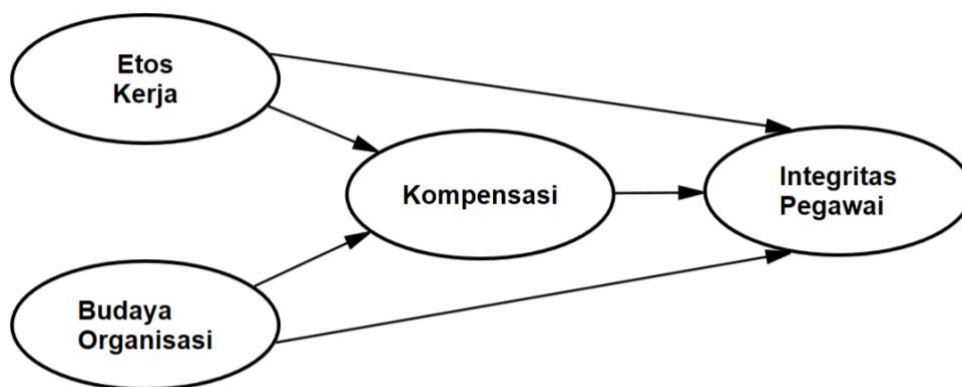 Etos
Kerja
Kompensasi
Integritas
Pegawai
Budaya
Organisasi